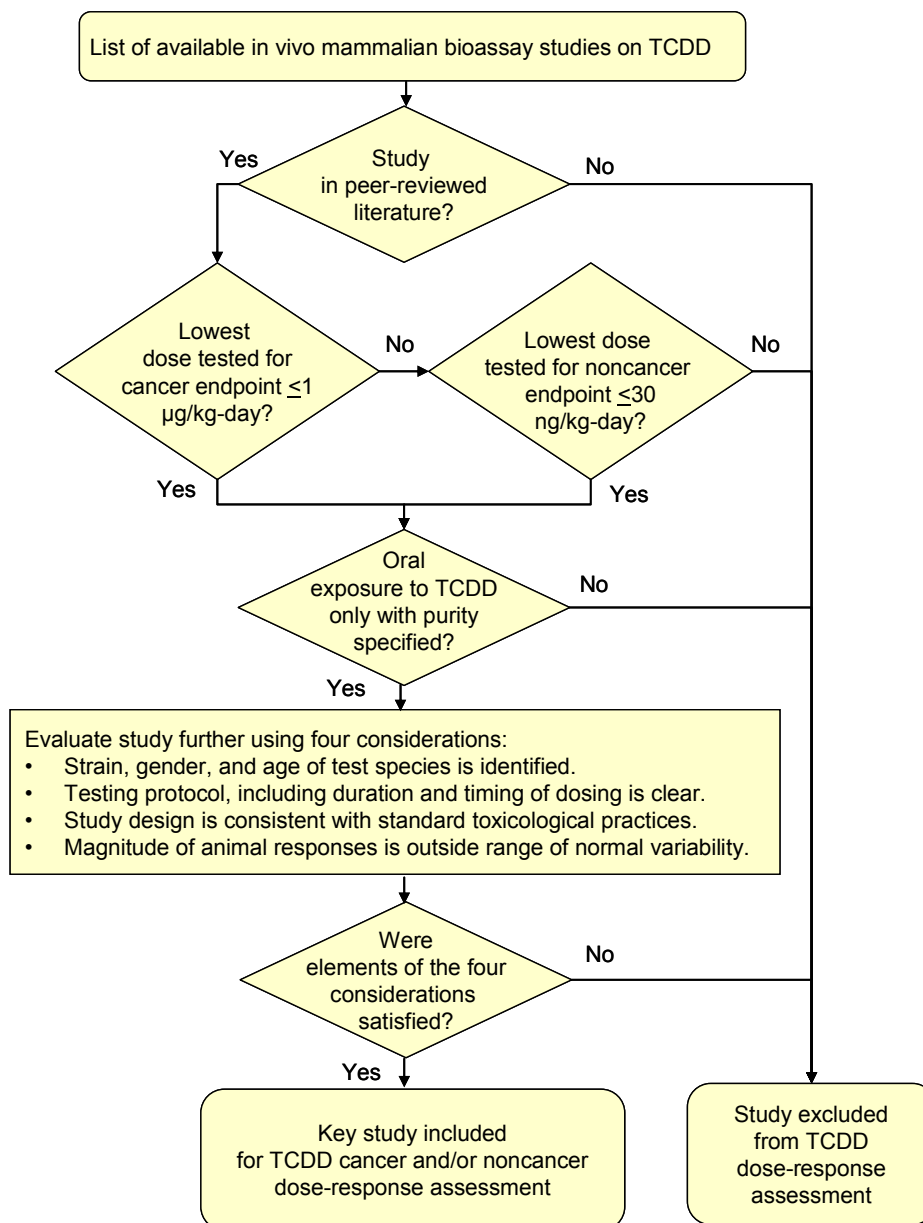 List of available in vivo mammalian bioassay studies on TCDD
Yes
No
Study
in peer-reviewed
literature?
Lowest
dose tested for
cancer endpoint ≤1
µg/kg-day?
No
Lowest dose
tested for noncancer
endpoint ≤30
ng/kg-day?
No
Yes
Yes
Oral
exposure to TCDD
only with purity
specified?
No
Yes
Evaluate study further using four considerations:
• Strain, gender, and age of test species is identified.
• Testing protocol, including duration and timing of dosing is clear.
• Study design is consistent with standard toxicological practices.
• Magnitude of animal responses is outside range of normal variability.
Were
elements of the four
considerations
satisfied?
No
Yes
Key study included
for TCDD cancer and/or noncancer
dose-response assessment
Study excluded
from TCDD
dose-response
assessment